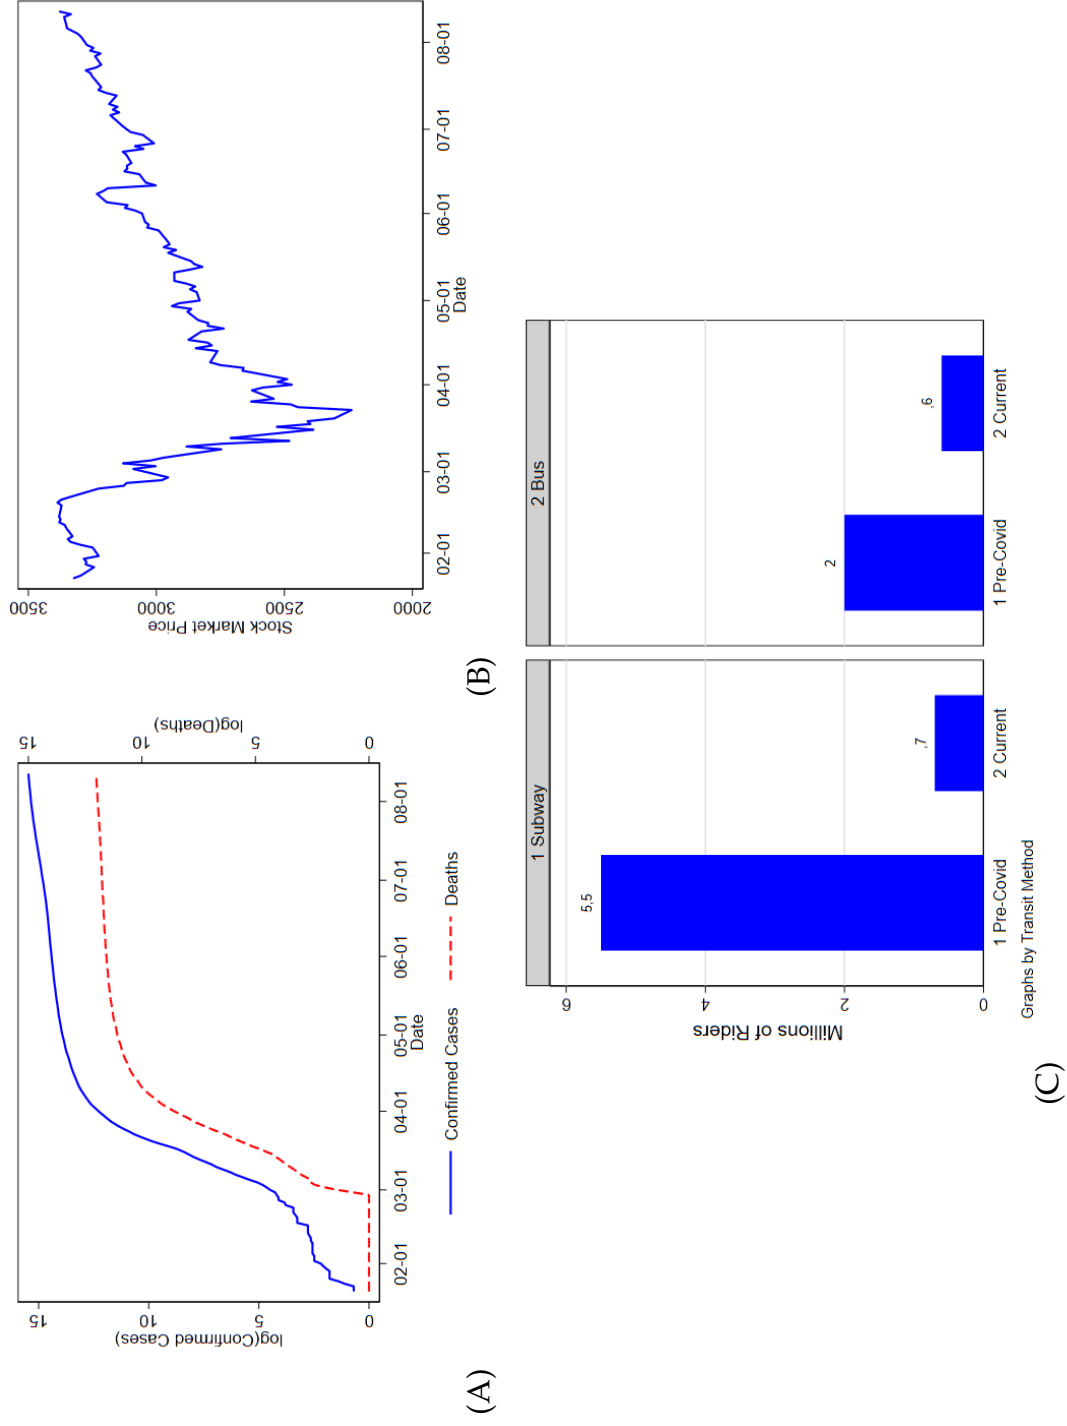 15
10
5
0
log(Confirmed Cases)
15
10
5
0
log(Deaths)
02-01
03-01
04-01
05-01
06-01
07-01
08-01
Date
Confirmed Cases
Deaths
(A)
3500
3000
2500
2000
Stock Market Price
02-01
03-01
04-01
05-01
06-01
07-01
08-01
Date
(B)
1 Subway
2 Bus
6
4
2
0
Millions of Riders
5,5
,7
2
,6
1 Pre-Covid
2 Current
1 Pre-Covid
2 Current
Graphs by Transit Method
(C)